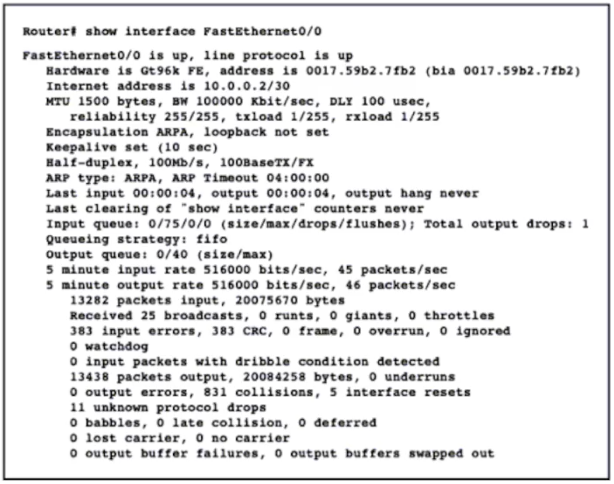 Router# show interface FastEthernet0/0
FastEthernet0/0 is up, line protocol is up
Hardware is Gt96k FE, address is 0017.59b2.7fb2 (bia 0017.59b2.7fb2)
Internet address is 10.0.0.2/30
MTU 1500 bytes, BW 100000 Kbit/sec, DLY 100 usec,
reliability 255/255, txload 1/255, rxload 1/255
Encapsulation ARPA, loopback not set
Keepalive set (10 sec)
Half-duplex, 100Mb/s, 100BaseTX/FX
ARP type: ARPA, ARP Timeout 04:00:00
Last input 00:00:04, output 00:00:04, output hang never
Last clearing of "show interface" counters never
Input queue: 0/75/0/0 (size/max/drops/flushes); Total output drops: 1
Queueing strategy: fifo
Output queue: 0/40 (size/max)
5 minute input rate 516000 bits/sec, 45 packets/sec
5 minute output rate 516000 bits/sec, 46 packets/sec
13282 packets input, 20075670 bytes
Received 25 broadcasts, 0 runts, 0 giants, 0 throttles
383 input errors, 383 CRC, 0 frame, 0 overrun, 0 ignored
0 watchdog
0 input packets with dribble condition detected
13438 packets output, 20084258 bytes, 0 underruns
0 output errors, 831 collisions, 5 interface resets
11 unknown protocol drops
0 babbles, 0 late collision, 0 deferred
0 lost carrier, 0 no carrier
0 output buffer failures, 0 output buffers swapped out